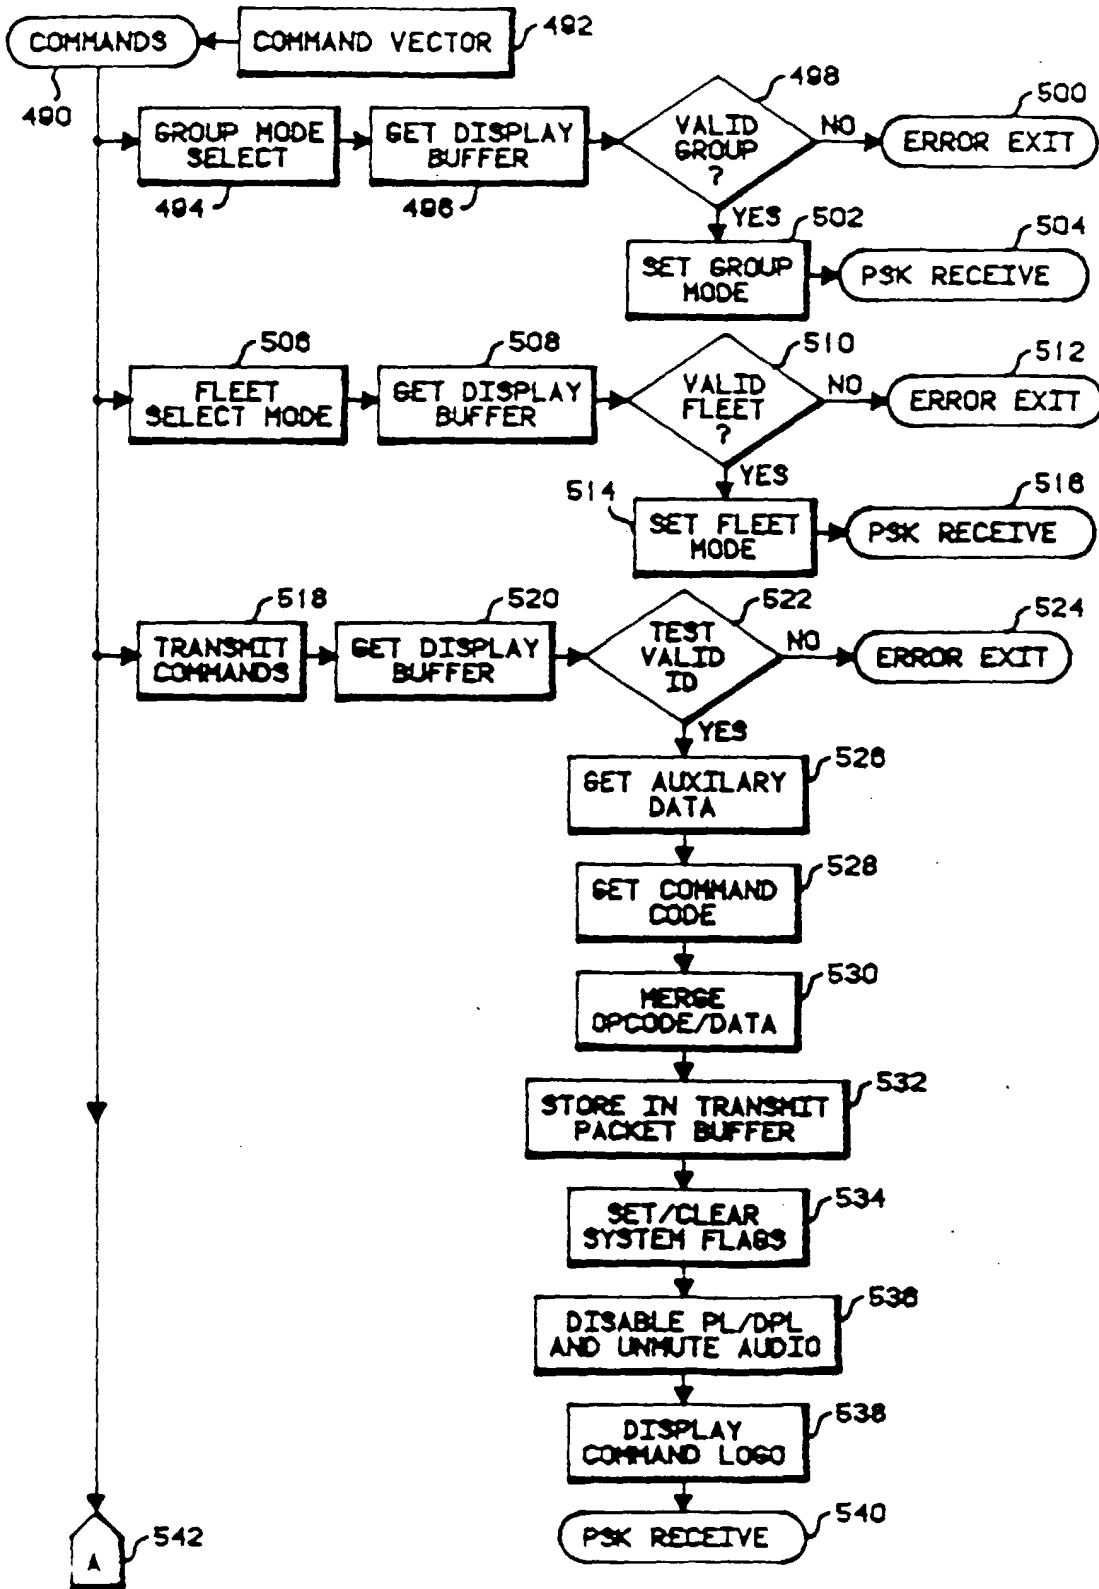 COMMANDS
COMMAND VECTOR
492
490
GROUP MODE
SELECT
494
GET DISPLAY
BUFFER
496
VALID
GROUP
?
498
NO
ERROR EXIT
500
YES
502
SET GROUP
MODE
PSK RECEIVE
504
506
FLEET
SELECT MODE
508
GET DISPLAY
BUFFER
510
VALID
FLEET
?
NO
512
ERROR EXIT
YES
514
SET FLEET
MODE
516
PSK RECEIVE
518
TRANSMIT
COMMANDS
520
GET DISPLAY
BUFFER
522
TEST
VALID
ID
NO
524
ERROR EXIT
YES
526
GET AUXILARY
DATA
528
GET COMMAND
CODE
530
MERGE
OPCODE/DATA
532
STORE IN TRANSMIT
PACKET BUFFER
534
SET/CLEAR
SYSTEM FLAGS
536
DISABLE PL/DPL
AND UNMUTE AUDIO
538
DISPLAY
COMMAND LOGO
540
PSK RECEIVE
A
542